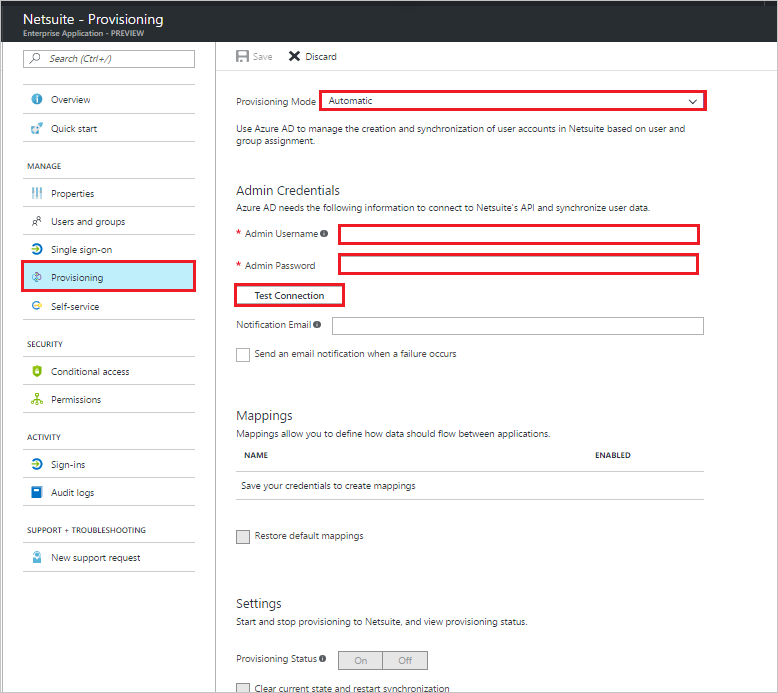 Netsuite - Provisioning
Enterprise Application - PREVIEW
Search (Ctrl+/)
Overview
Quick start
MANAGE
Properties
Users and groups
Single sign-on
Provisioning
Self-service
SECURITY
Conditional access
Permissions
ACTIVITY
Sign-ins
Audit logs
SUPPORT + TROUBLESHOOTING
New support request
Save Discard
Provisioning Mode Automatic
Use Azure AD to manage the creation and synchronization of user accounts in Netsuite based on user and
group assignment.
Admin Credentials
Azure AD needs the following information to connect to Netsuite's API and synchronize user data.
* Admin Username
* Admin Password
Test Connection
Notification Email
Send an email notification when a failure occurs
Mappings
Mappings allow you to define how data should flow between applications.
NAME ENABLED
Save your credentials to create mappings
Restore default mappings
Settings
Start and stop provisioning to Netsuite, and view provisioning status.
Provisioning Status On Off
Clear current state and restart synchronization